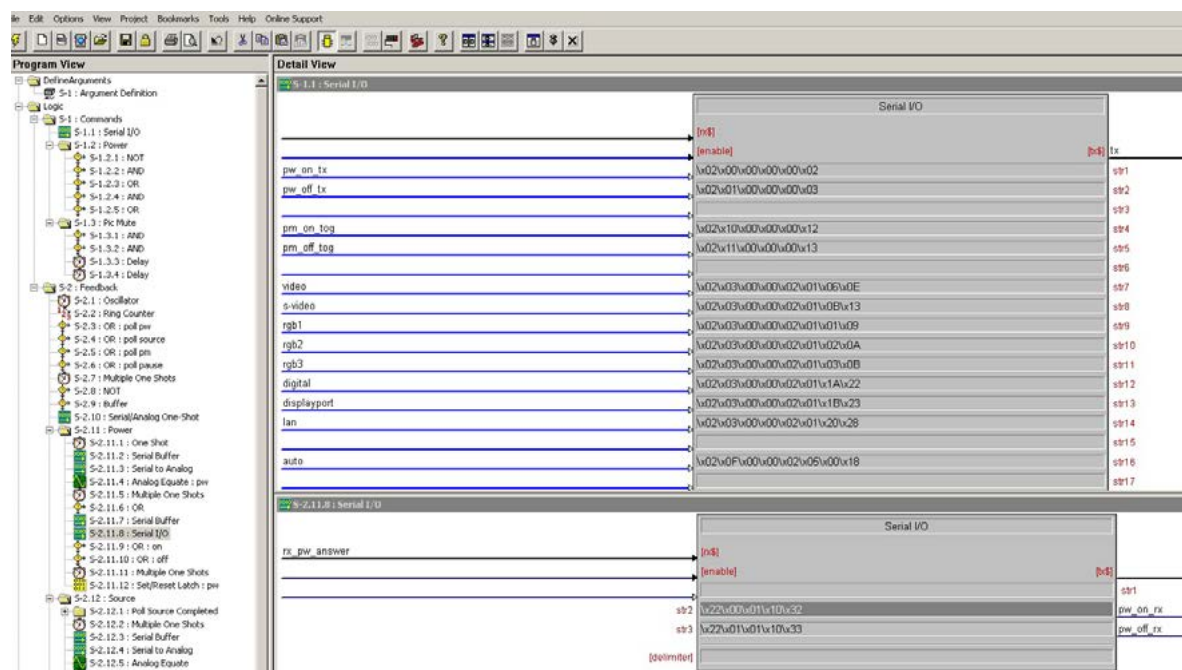 le Edit Options View Project Bookmarks Tools Help Online Support
Program View
DefineArguments
S-1 : Argument Definition
Logic
S-1 : Commands
S-1.1 : Serial I/O
S-1.2 : Power
S-1.2.1 : NOT
S-1.2.2 : AND
S-1.2.3 : OR
S-1.2.4 : AND
S-1.2.5 : OR
S-1.3 : Pic Mute
S-1.3.1 : AND
S-1.3.2 : AND
S-1.3.3 : Delay
S-1.3.4 : Delay
S-2 : Feedback
S-2.1 : Oscillator
S-2.2 : Ring Counter
S-2.3 : OR : poll pw
S-2.4 : OR : poll source
S-2.5 : OR : poll pm
S-2.6 : OR : poll pause
S-2.7 : Multiple One Shots
S-2.8 : NOT
S-2.9 : Buffer
S-2.10 : Serial/Analog One-Shot
S-2.11 : Power
S-2.11.1 : One Shot
S-2.11.2 : Serial Buffer
S-2.11.3 : Serial to Analog
S-2.11.4 : Analog Equate : pw
S-2.11.5 : Multiple One Shots
S-2.11.6 : OR
S-2.11.7 : Serial Buffer
S-2.11.8 : Serial I/O
S-2.11.9 : OR : on
S-2.11.10 : OR : off
S-2.11.11 : Multiple One Shots
S-2.11.12 : Set/Reset Latch : pw
S-2.12 : Source
S-2.12.1 : Poll Source Completed
S-2.12.2 : Multiple One Shots
S-2.12.3 : Serial Buffer
S-2.12.4 : Serial to Analog
S-2.12.5 : Analog Equate
Detail View
S-1.1 : Serial I/O
Serial I/O
[rx$]
[enable] [tx$] tx
pw_on_tx \x02\x00\x00\x00\x00\x02 str1
pw_off_tx \x02\x01\x00\x00\x00\x03 str2
str3
pm_on_tog \x02\x10\x00\x00\x00\x12 str4
pm_off_tog \x02\x11\x00\x00\x00\x13 str5
str6
video \x02\x03\x00\x00\x02\x01\x06\x0E str7
s-video \x02\x03\x00\x00\x02\x01\x0B\x13 str8
rgb1 \x02\x03\x00\x00\x02\x01\x01\x09 str9
rgb2 \x02\x03\x00\x00\x02\x01\x02\x0A str10
rgb3 \x02\x03\x00\x00\x02\x01\x03\x0B str11
digital \x02\x03\x00\x00\x02\x01\x1A\x22 str12
displayport \x02\x03\x00\x00\x02\x01\x1B\x23 str13
lan \x02\x03\x00\x00\x02\x01\x20\x28 str14
str15
auto \x02\x0F\x00\x00\x02\x05\x00\x18 str16
str17
S-2.11.8 : Serial I/O
Serial I/O
rx_pw_answer [rx$]
[enable] [tx$]
str1
str2 \x22\x00\x01\x10\x32 pw_on_rx
str3 \x22\x01\x01\x10\x33 pw_off_rx
[delimiter]